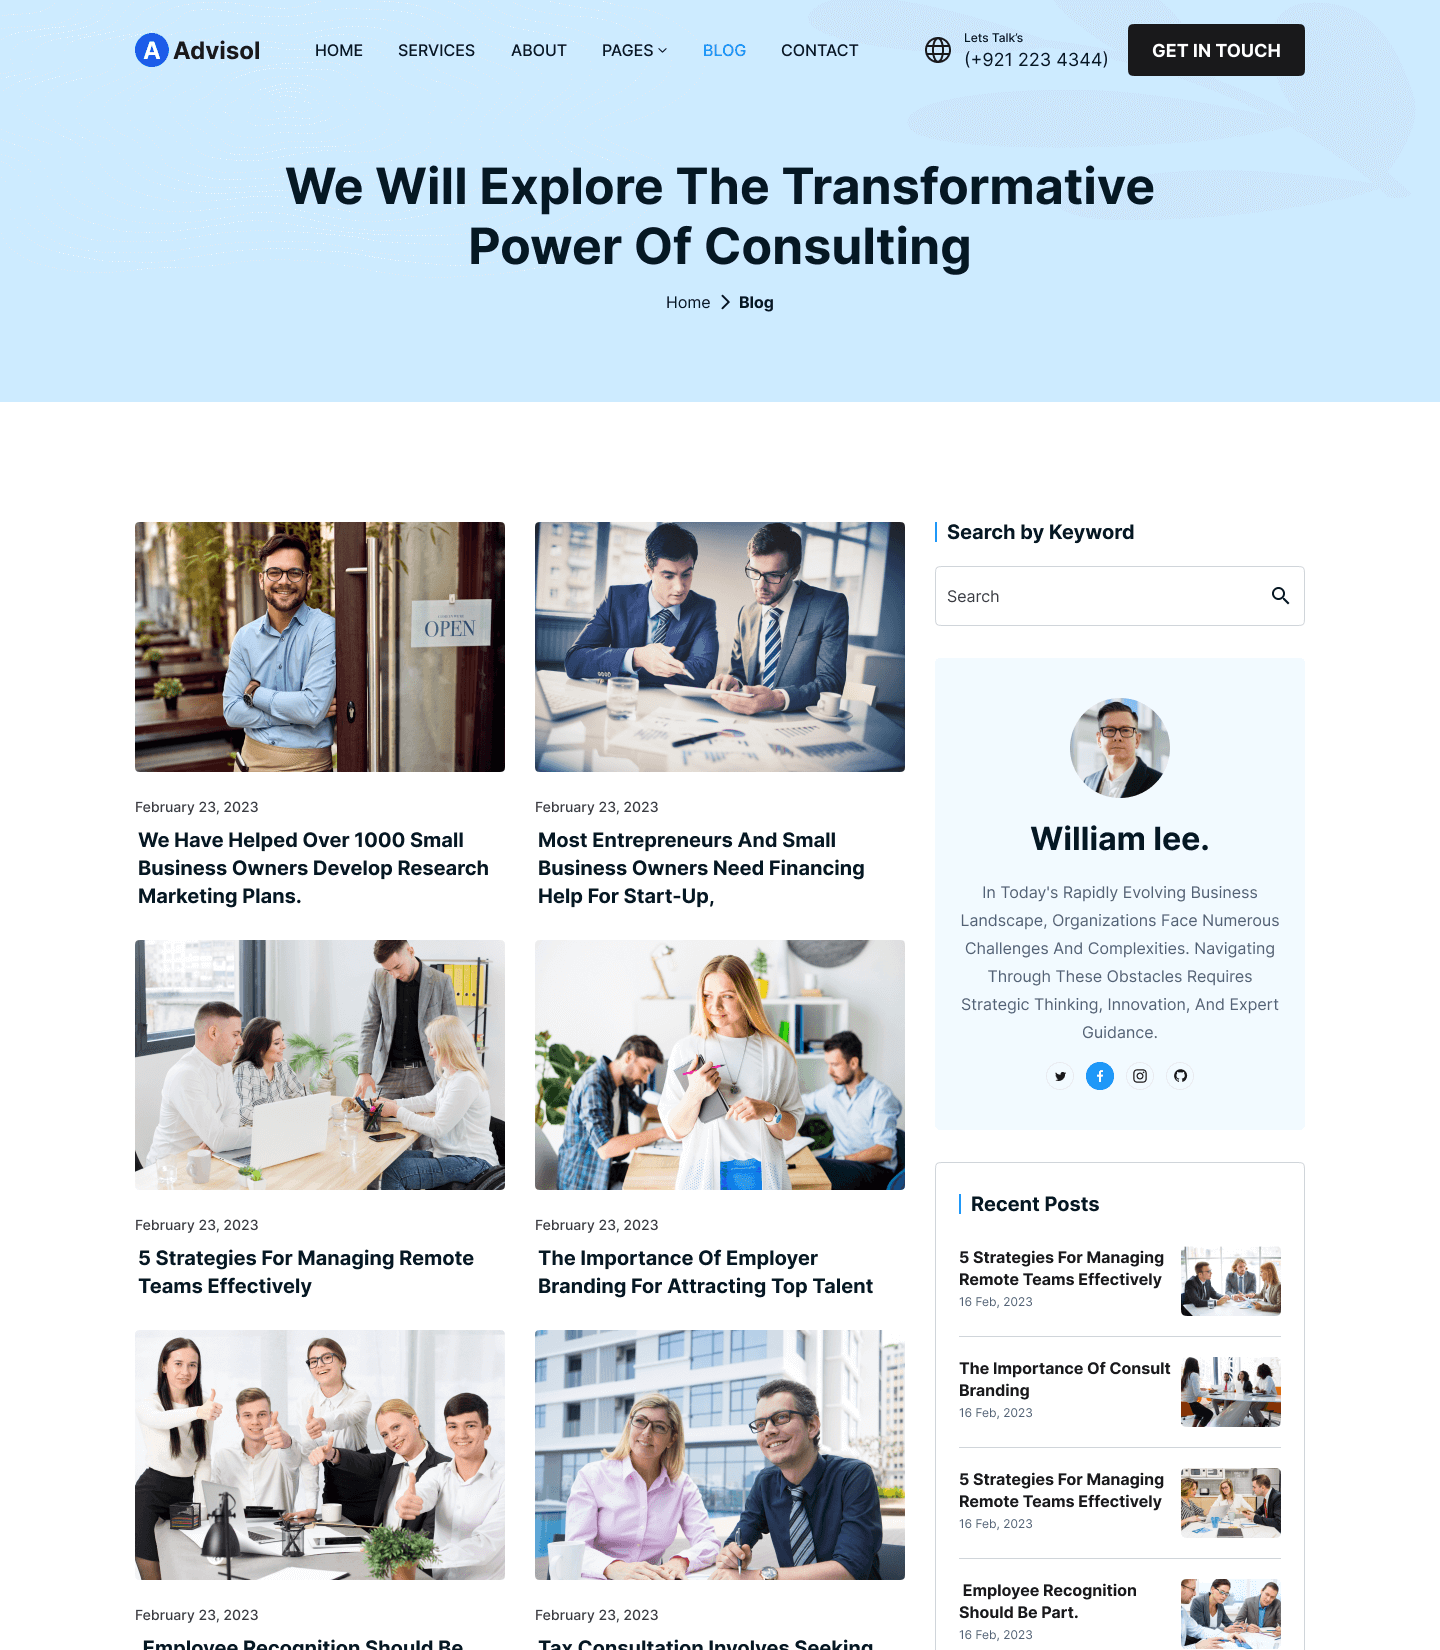 A Advisol
HOME
SERVICES
ABOUT
PAGES
BLOG
CONTACT
Lets Talk's
(+921 223 4344)
GET IN TOUCH
We Will Explore The Transformative
Power Of Consulting
Home
Blog
OPEN
February 23, 2023
We Have Helped Over 1000 Small
Business Owners Develop Research
Marketing Plans.
February 23, 2023
Most Entrepreneurs And Small
Business Owners Need Financing
Help For Start-Up,
February 23, 2023
5 Strategies For Managing Remote
Teams Effectively
February 23, 2023
The Importance Of Employer
Branding For Attracting Top Talent
February 23, 2023
Employee Recognition Should Be
February 23, 2023
Tax Consultation Involves Seeking
Search by Keyword
Search
William lee.
In Today's Rapidly Evolving Business
Landscape, Organizations Face Numerous
Challenges And Complexities. Navigating
Through These Obstacles Requires
Strategic Thinking, Innovation, And Expert
Guidance.
Recent Posts
5 Strategies For Managing
Remote Teams Effectively
16 Feb, 2023
The Importance Of Consult
Branding
16 Feb, 2023
5 Strategies For Managing
Remote Teams Effectively
16 Feb, 2023
Employee Recognition
Should Be Part.
16 Feb, 2023